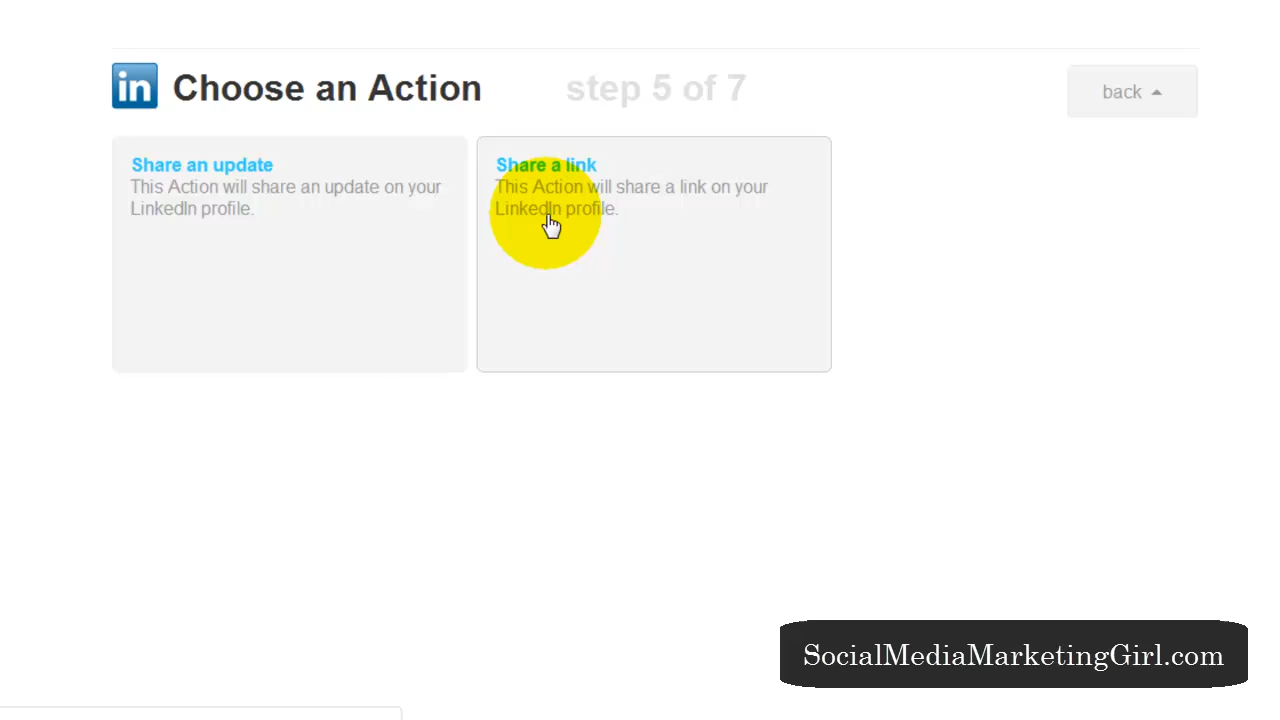 in Choose an Action step 5 of 7 back
Share an update
This Action will share an update on your
LinkedIn profile.
Share a link
This Action will share a link on your
LinkedIn profile.
SocialMediaMarketingGirl.com